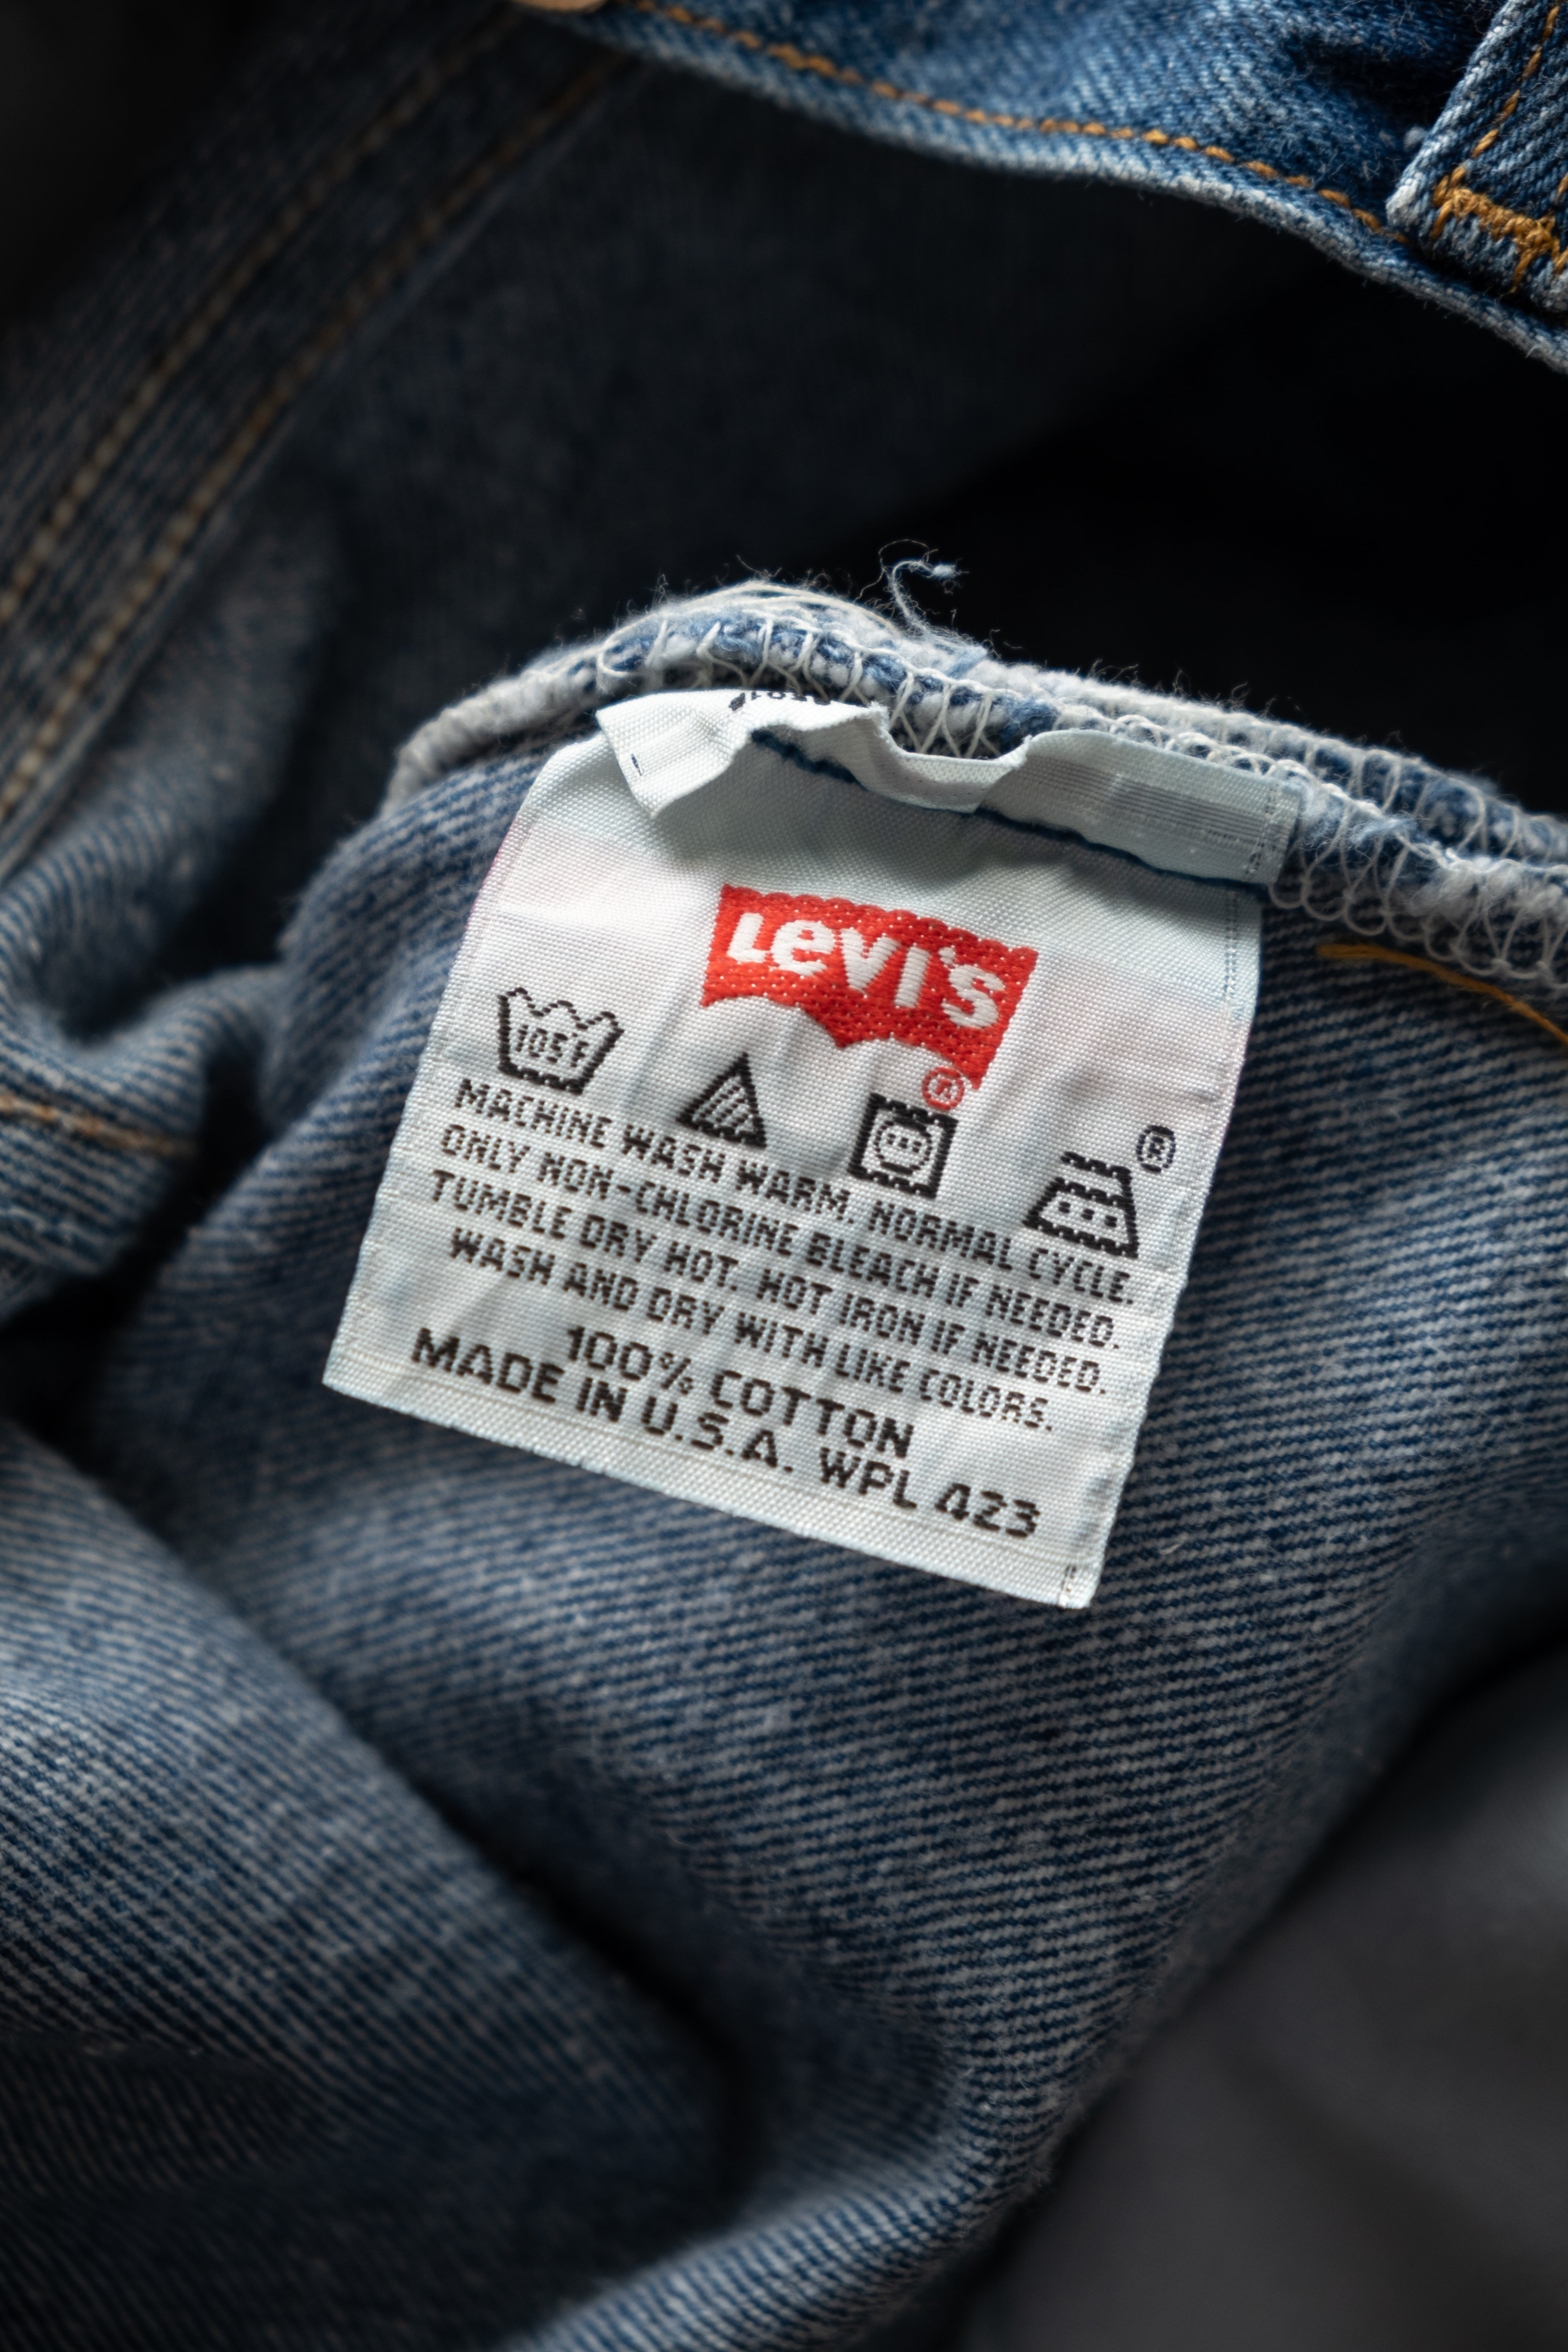 LEVI'S
®
105°F
®
MACHINE WASH WARM. NORMAL CYCLE.
ONLY NON-CHLORINE BLEACH IF NEEDED.
TUMBLE DRY HOT. HOT IRON IF NEEDED.
WASH AND DRY WITH LIKE COLORS.
100% COTTON
MADE IN U.S.A. WPL 423